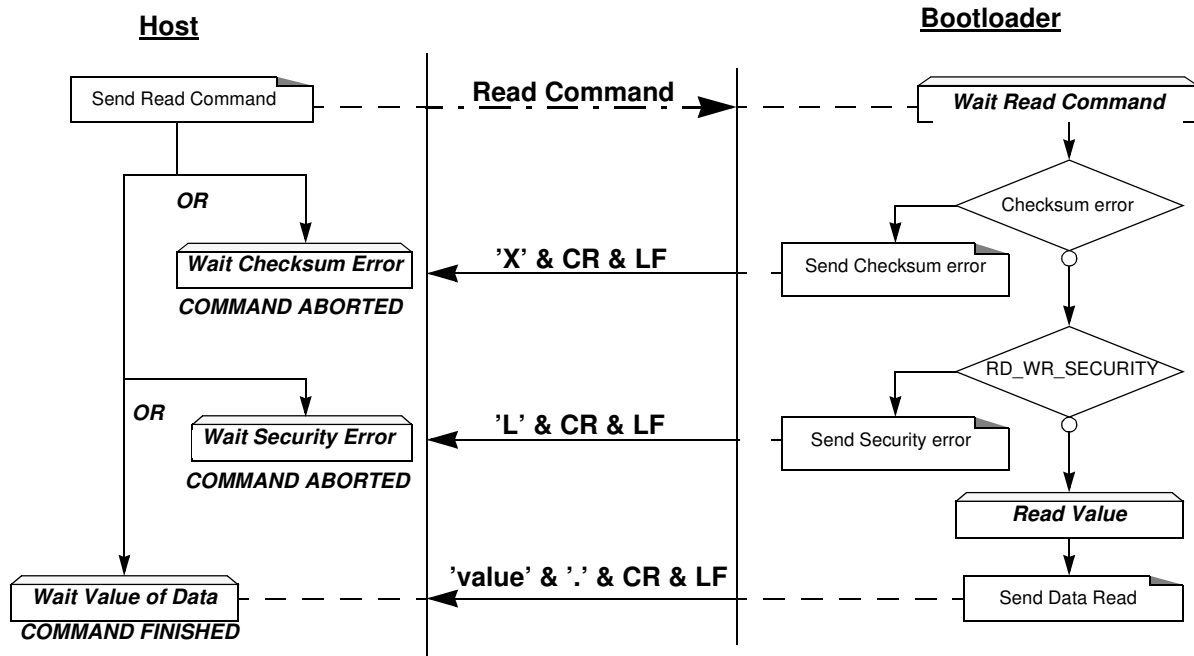 Host
Bootloader
Send Read Command
Read Command
Wait Read Command
OR
Checksum error
Wait Checksum Error
’X’ & CR & LF
Send Checksum error
COMMAND ABORTED
RD_WR_SECURITY
OR
Wait Security Error
’L’ & CR & LF
Send Security error
COMMAND ABORTED
Read Value
’value’ & ’.’ & CR & LF
Wait Value of Data
Send Data Read
COMMAND FINISHED